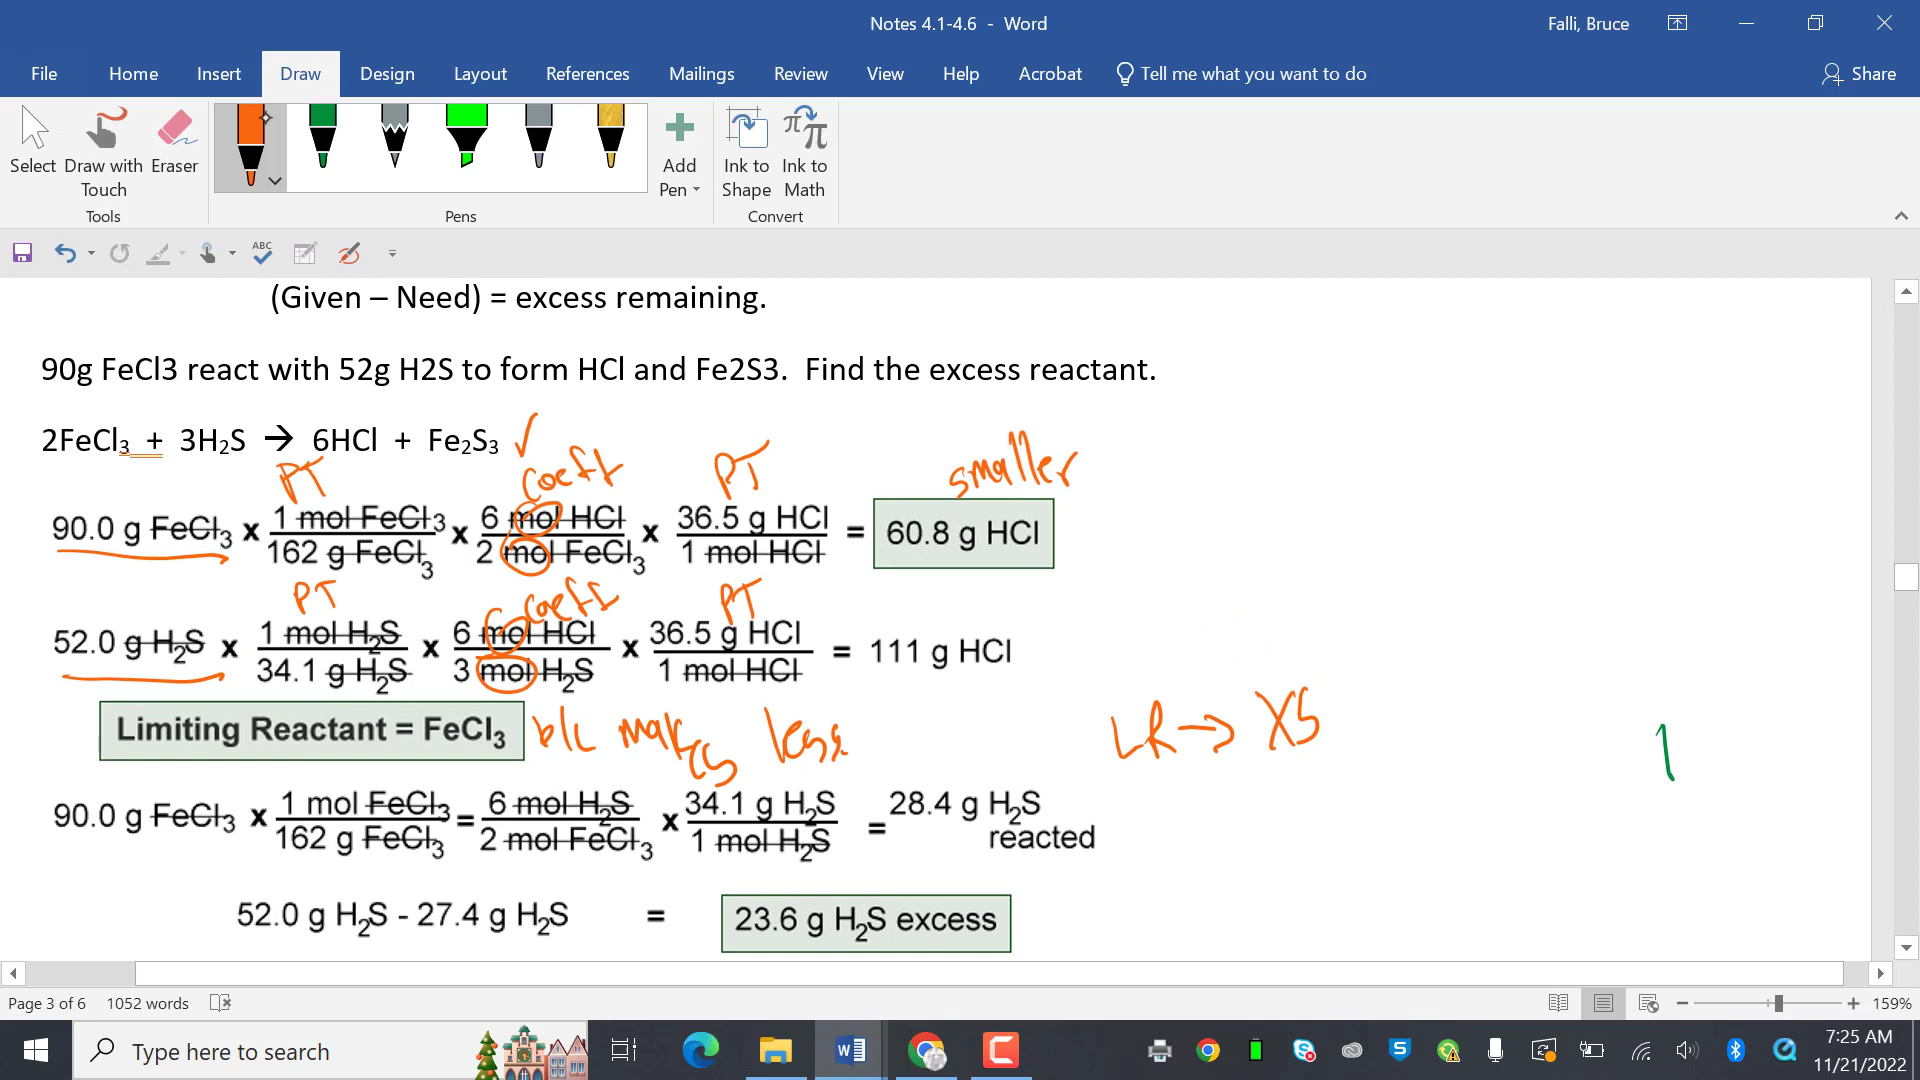 Notes 4.1-4.6 - Word
Falli, Bruce
File Home Insert Draw Design Layout References Mailings Review View Help Acrobat Tell me what you want to do Share
Select Draw with Touch Eraser Add Pen Ink to Shape Ink to Math
Tools Pens Convert
ABC
(Given – Need) = excess remaining.
90g FeCl3 react with 52g H2S to form HCl and Fe2S3. Find the excess reactant.
2FeCl₃ + 3H₂S → 6HCl + Fe₂S₃ ✓
PT coeft PT smaller
90.0 g FeCl₃ x 1 mol FeCl₃ / 162 g FeCl₃ x 6 mol HCl / 2 mol FeCl₃ x 36.5 g HCl / 1 mol HCl = 60.8 g HCl
PT coeft PT
52.0 g H₂S x 1 mol H₂S / 34.1 g H₂S x 6 mol HCl / 3 mol H₂S x 36.5 g HCl / 1 mol HCl = 111 g HCl
Limiting Reactant = FeCl₃ b/c makes less LR → XS
90.0 g FeCl₃ x 1 mol FeCl₃ / 162 g FeCl₃ = 6 mol H₂S / 2 mol FeCl₃ x 34.1 g H₂S / 1 mol H₂S = 28.4 g H₂S reacted
52.0 g H₂S - 27.4 g H₂S = 23.6 g H₂S excess
Page 3 of 6 1052 words 159%
Type here to search
7:25 AM
11/21/2022